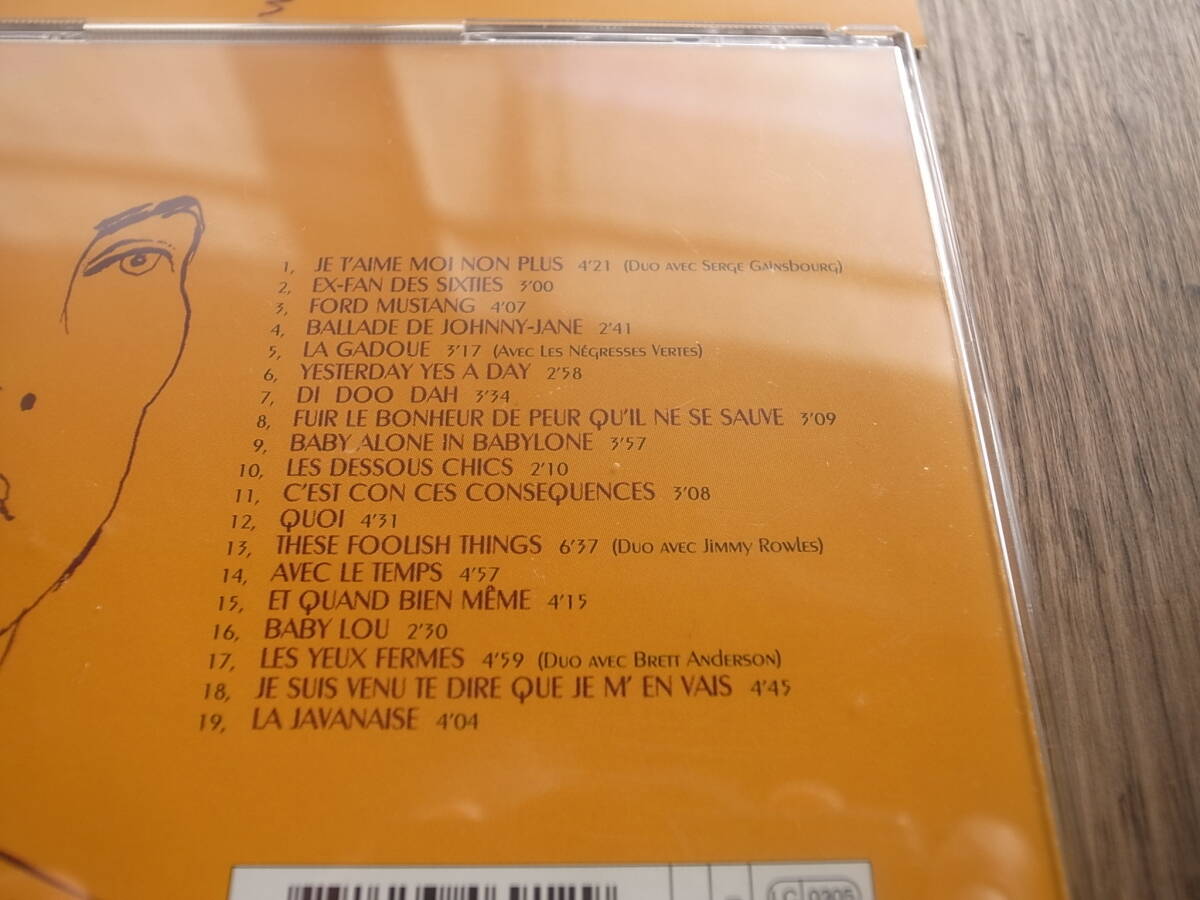 1, JE T'AIME MOI NON PLUS 4'21 (DUO AVEC SERGE GAINSBOURG)
2, EX-FAN DES SIXTIES 3'00
3, FORD MUSTANG 4'07
4, BALLADE DE JOHNNY-JANE 2'41
5, LA GADOUE 3'17 (AVEC LES NÉGRESSES VERTES)
6, YESTERDAY YES A DAY 2'58
7, DI DOO DAH 3'34
8, FUIR LE BONHEUR DE PEUR QU'IL NE SE SAUVE 3'09
9, BABY ALONE IN BABYLONE 3'57
10, LES DESSOUS CHICS 2'10
11, C'EST CON CES CONSEQUENCES 3'08
12, QUOI 4'31
13, THESE FOOLISH THINGS 6'37 (DUO AVEC JIMMY ROWLES)
14, AVEC LE TEMPS 4'57
15, ET QUAND BIEN MÊME 4'15
16, BABY LOU 2'30
17, LES YEUX FERMES 4'59 (DUO AVEC BRETT ANDERSON)
18, JE SUIS VENU TE DIRE QUE JE M' EN VAIS 4'45
19, LA JAVANAISE 4'04
LC 0305